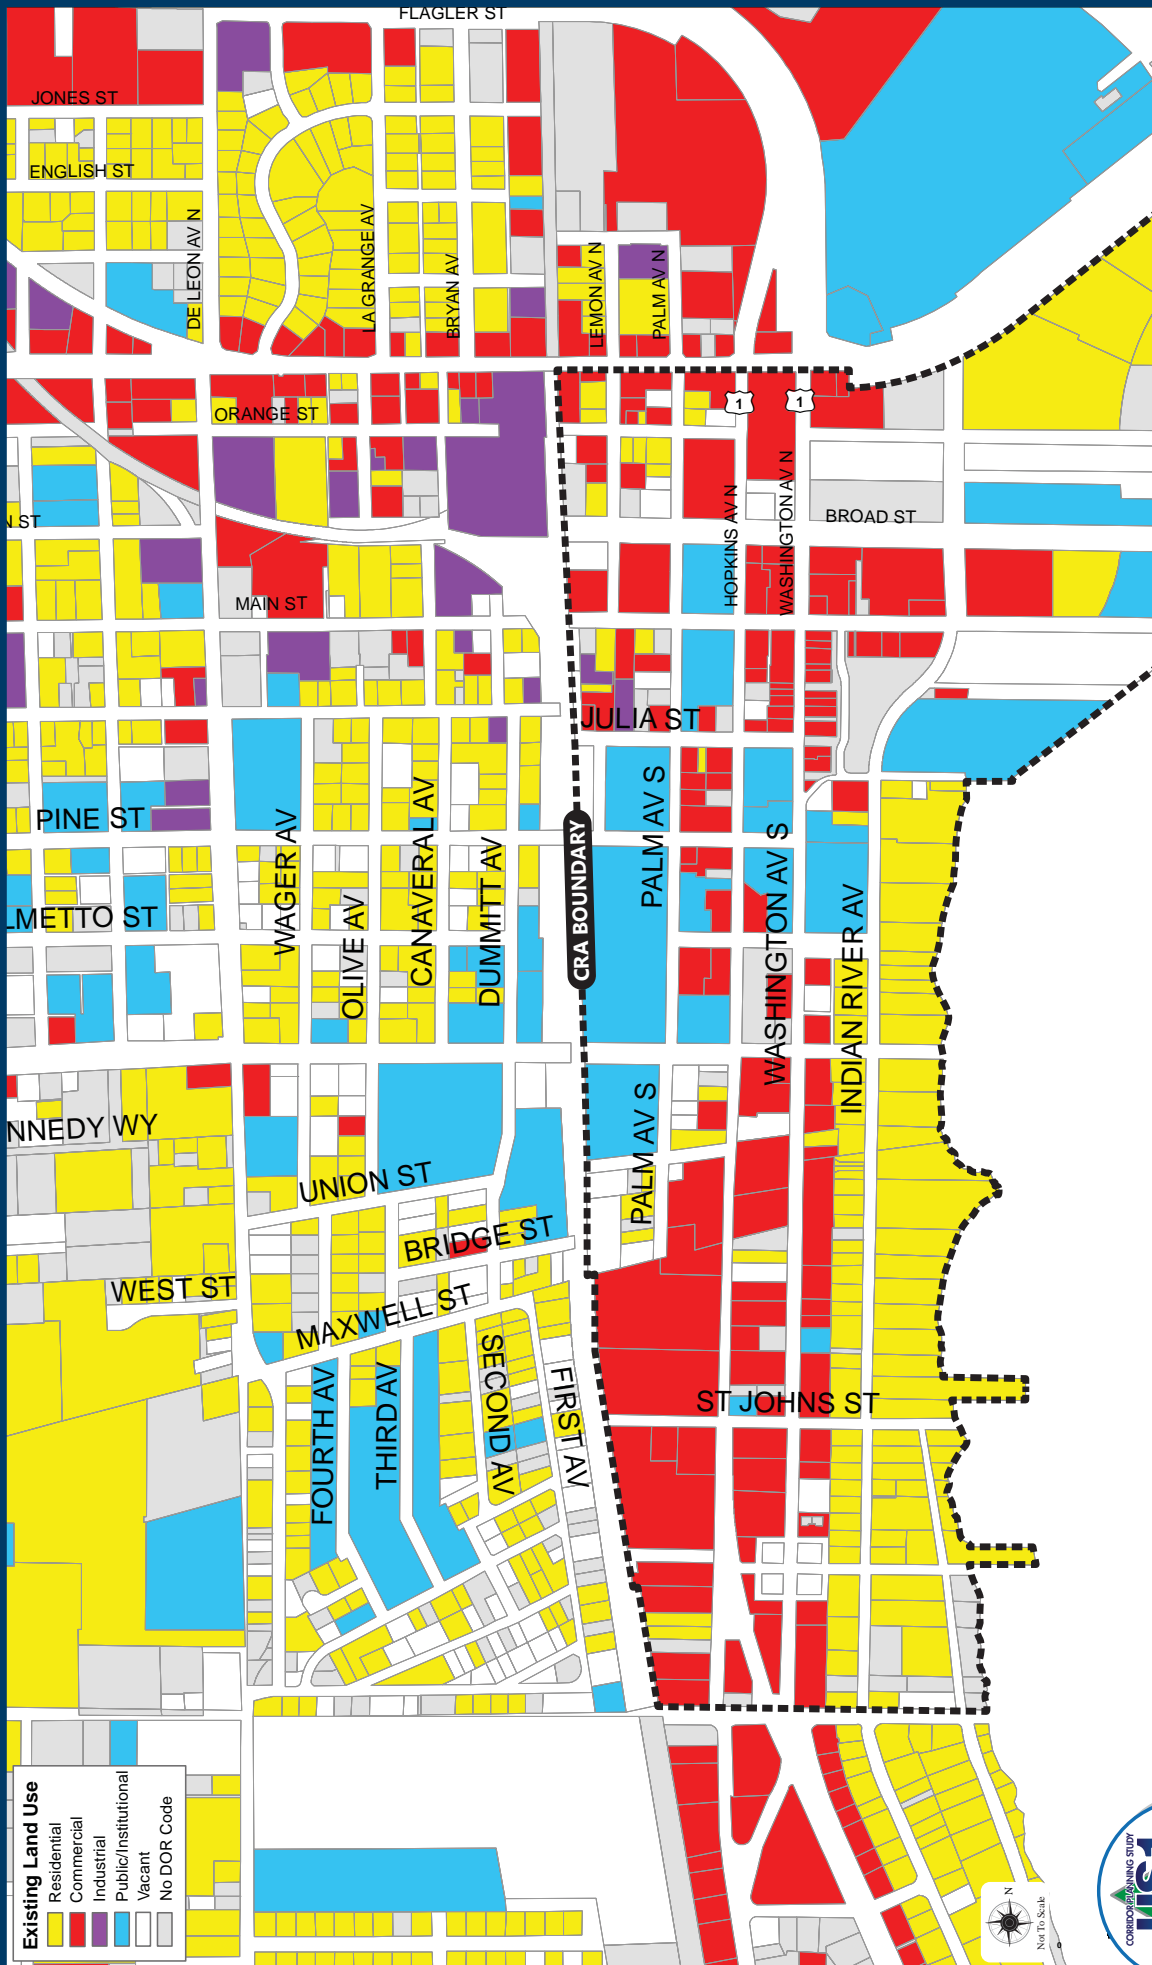 FLAGLER ST
JONES ST
ENGLISH ST
DE LEON AV N
LA GRANGE AV
BRYAN AV
LEMON AV N
PALM AV N
ORANGE ST
1
1
HOPKINS AV N
WASHINGTON AV N
BROAD ST
N ST
MAIN ST
JULIA ST
PINE ST
WAGER AV
CANAVERAL AV
DUMMITT AV
CRA BOUNDARY
PALM AV S
WASHINGTON AV S
INDIAN RIVER AV
LMETTO ST
OLIVE AV
NNEDY WY
UNION ST
PALM AV S
BRIDGE ST
WEST ST
MAXWELL ST
SECOND AV
FIRST AV
FOURTH AV
THIRD AV
ST JOHNS ST
Existing Land Use
Residential
Commercial
Industrial
Public/Institutional
Vacant
No DOR Code
N
Not To Scale
CORRIDOR PLANNING STUDY
US1